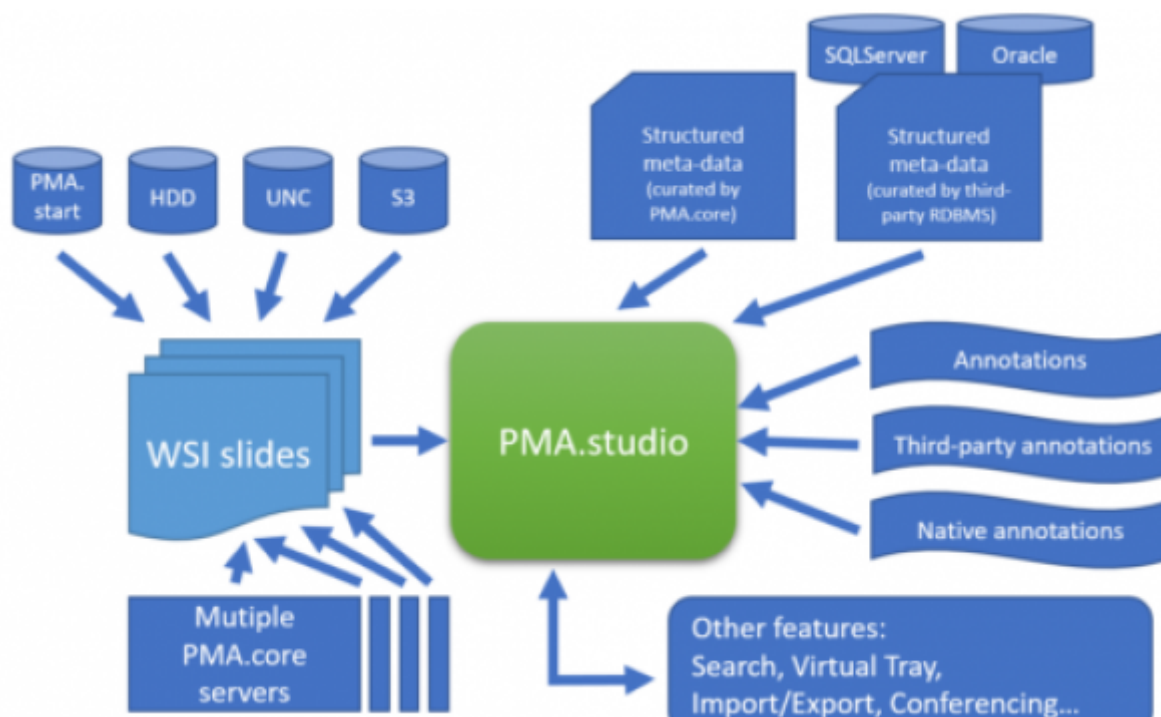 SQLServer
Oracle
Structured
meta-data
(curated by
PMA.core)
Structured
meta-data
(curated by third-
party RDBMS)
PMA.
start
HDD
UNC
S3
WSI slides
PMA.studio
Annotations
Third-party annotations
Native annotations
Mutiple
PMA.core
servers
Other features:
Search, Virtual Tray,
Import/Export, Conferencing...